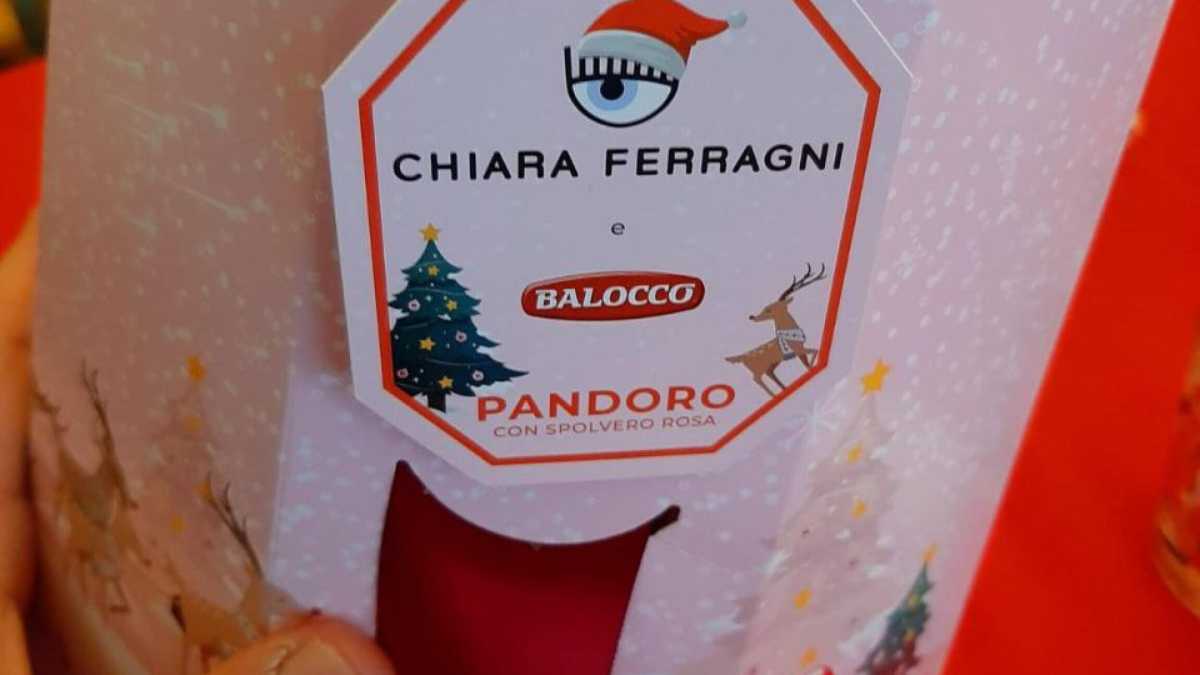 CHIARA FERRAGNI
e
BALOCCO
PANDORO
CON SPOLVERO ROSA